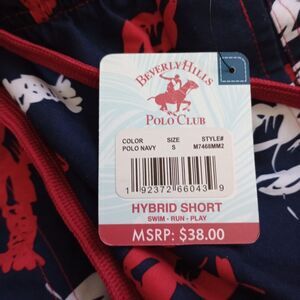 BEVERLY HILLS
POLO CLUB
COLOR SIZE STYLE#
POLO NAVY S M7468MM2
1 92372 66043 9
HYBRID SHORT
SWIM - RUN - PLAY
MSRP: $38.00